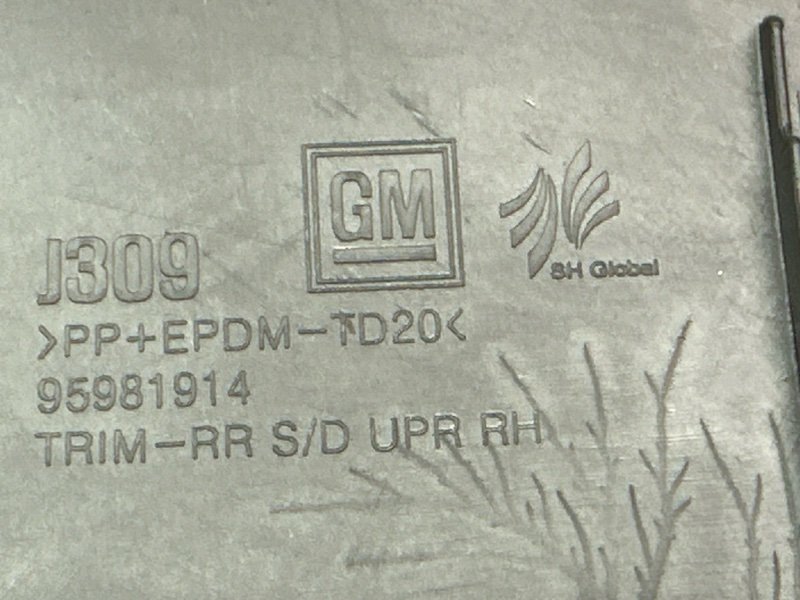 GM
SH Global
J309
>PP+EPDM-TD20<
95981914
TRIM-RR S/D UPR RH